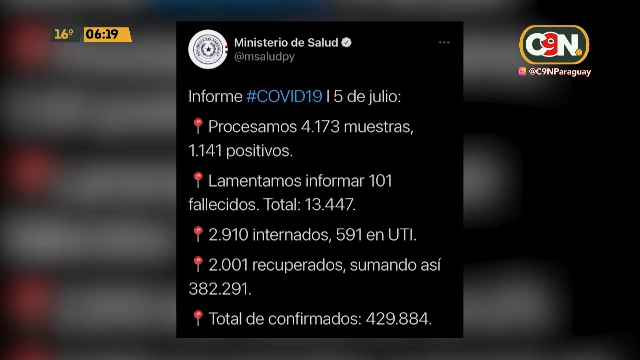 16° 06:19
C9N
@C9NParaguay
Ministerio de Salud
@msaludpy
Informe #COVID19 I 5 de julio:
📍Procesamos 4.173 muestras,
1.141 positivos.
📍Lamentamos informar 101
fallecidos. Total: 13.447.
📍2.910 internados, 591 en UTI.
📍2.001 recuperados, sumando así
382.291.
📍Total de confirmados: 429.884.